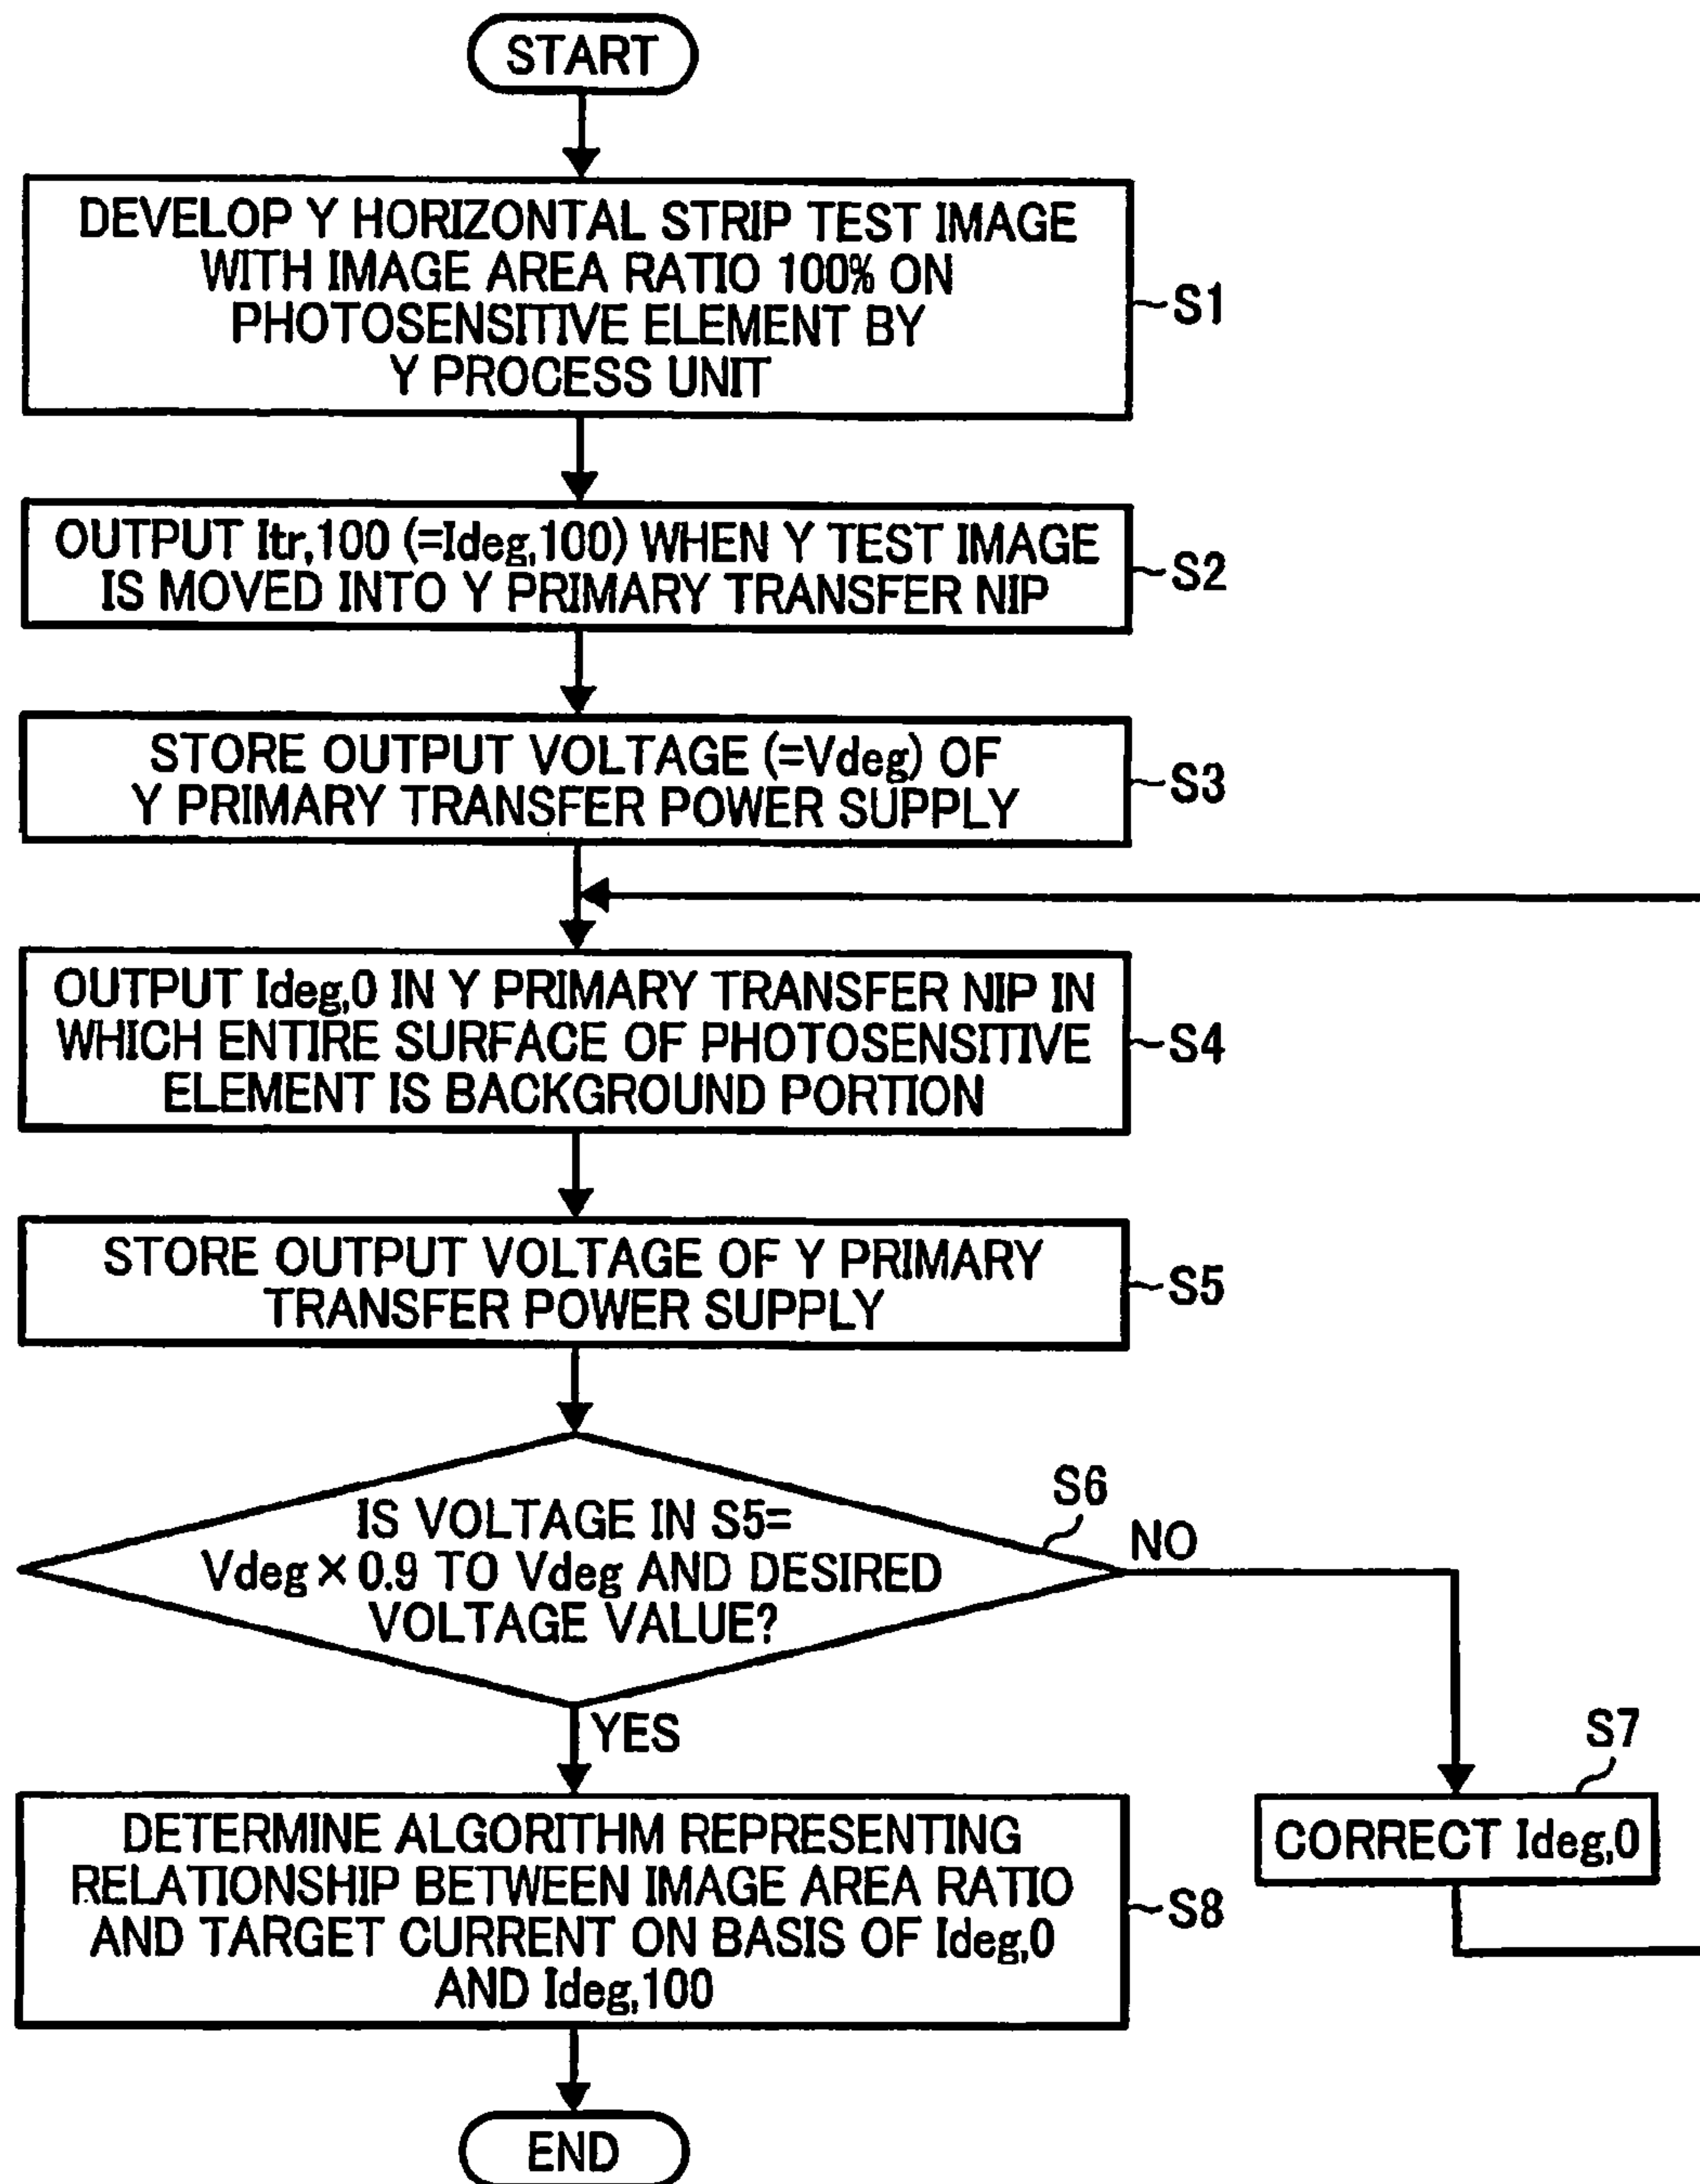 START
DEVELOP Y HORIZONTAL STRIP TEST IMAGE
WITH IMAGE AREA RATIO 100% ON
PHOTOSENSITIVE ELEMENT BY
Y PROCESS UNIT
S1
OUTPUT Itr,100 (=Ideg,100) WHEN Y TEST IMAGE
IS MOVED INTO Y PRIMARY TRANSFER NIP
S2
STORE OUTPUT VOLTAGE (=Vdeg) OF
Y PRIMARY TRANSFER POWER SUPPLY
S3
OUTPUT Ideg,0 IN Y PRIMARY TRANSFER NIP IN
WHICH ENTIRE SURFACE OF PHOTOSENSITIVE
ELEMENT IS BACKGROUND PORTION
S4
STORE OUTPUT VOLTAGE OF Y PRIMARY
TRANSFER POWER SUPPLY
S5
IS VOLTAGE IN S5=
Vdeg×0.9 TO Vdeg AND DESIRED
VOLTAGE VALUE?
S6
NO
YES
S7
CORRECT Ideg,0
DETERMINE ALGORITHM REPRESENTING
RELATIONSHIP BETWEEN IMAGE AREA RATIO
AND TARGET CURRENT ON BASIS OF Ideg,0
AND Ideg,100
S8
END